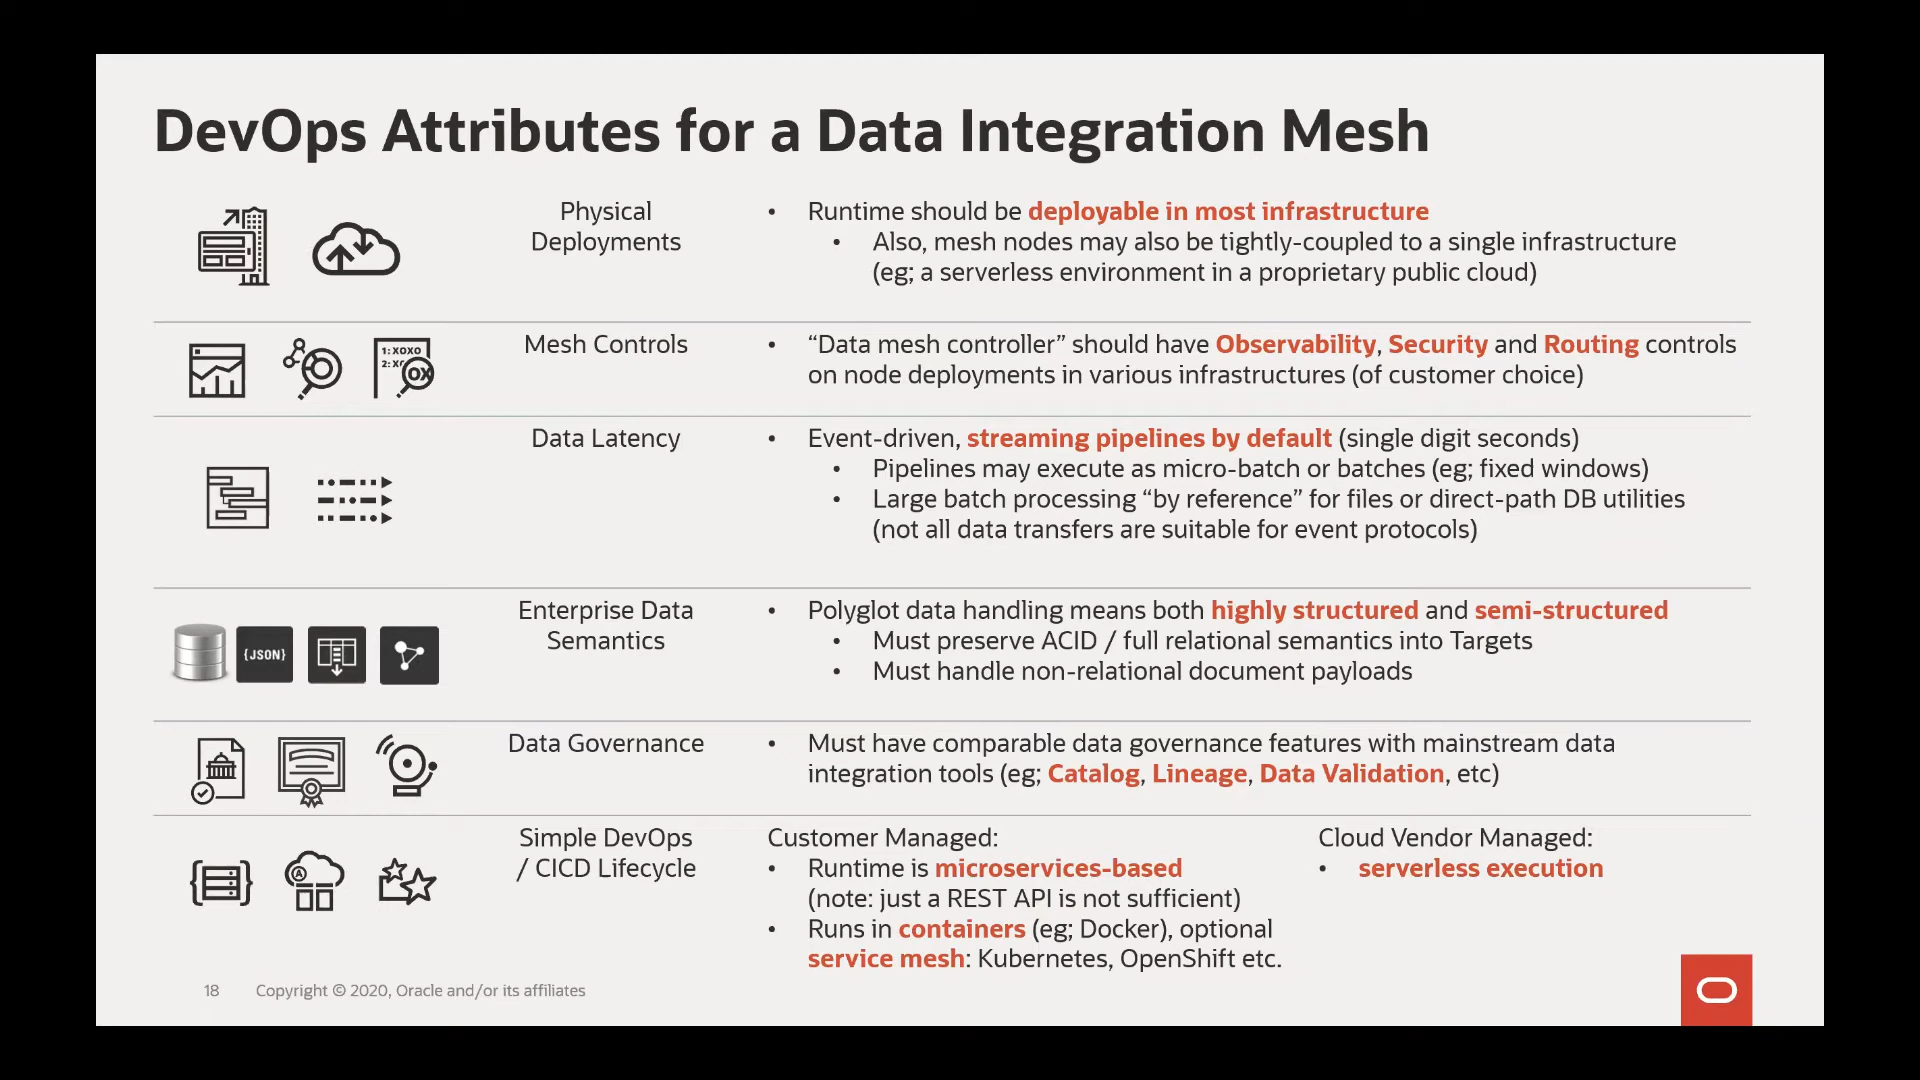 DevOps Attributes for a Data Integration Mesh
Physical
Deployments
• Runtime should be deployable in most infrastructure
• Also, mesh nodes may also be tightly-coupled to a single infrastructure
(eg; a serverless environment in a proprietary public cloud)
1: XOXO
2: X
OX
Mesh Controls
• “Data mesh controller” should have Observability, Security and Routing controls
on node deployments in various infrastructures (of customer choice)
Data Latency
• Event-driven, streaming pipelines by default (single digit seconds)
• Pipelines may execute as micro-batch or batches (eg; fixed windows)
• Large batch processing “by reference” for files or direct-path DB utilities
(not all data transfers are suitable for event protocols)
{JSON}
Enterprise Data
Semantics
• Polyglot data handling means both highly structured and semi-structured
• Must preserve ACID / full relational semantics into Targets
• Must handle non-relational document payloads
Data Governance
• Must have comparable data governance features with mainstream data
integration tools (eg; Catalog, Lineage, Data Validation, etc)
A
Simple DevOps
/ CICD Lifecycle
Customer Managed:
• Runtime is microservices-based
(note: just a REST API is not sufficient)
• Runs in containers (eg; Docker), optional
service mesh: Kubernetes, OpenShift etc.
Cloud Vendor Managed:
• serverless execution
18 Copyright © 2020, Oracle and/or its affiliates